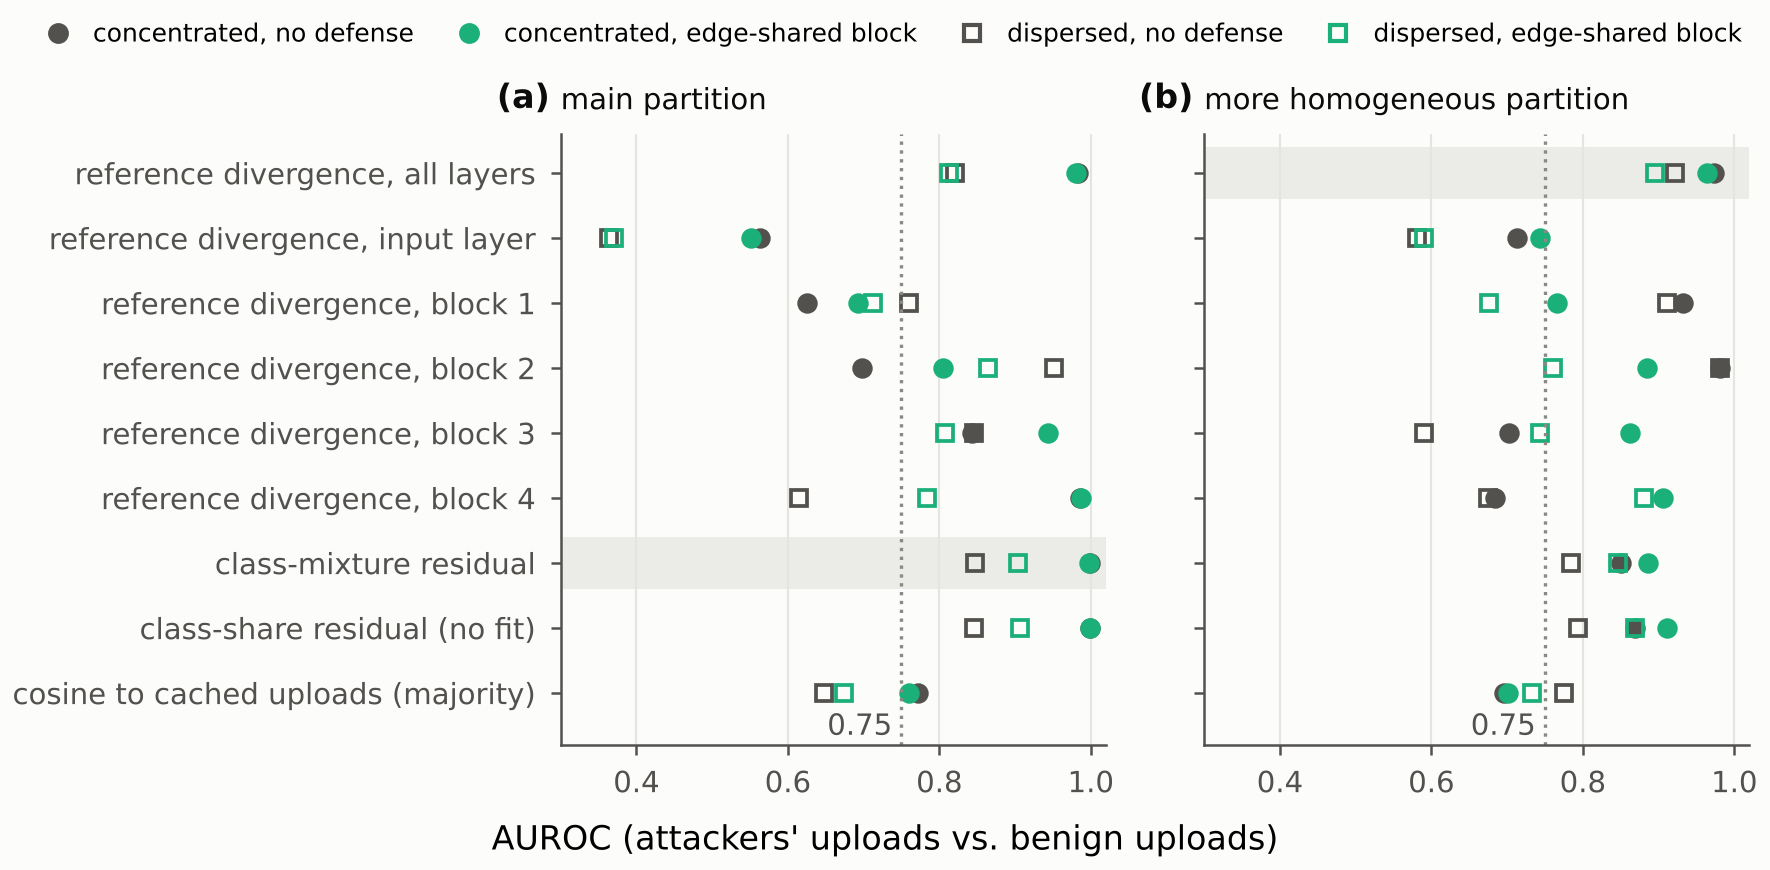 concentrated, no defense concentrated, edge-shared block dispersed, no defense dispersed, edge-shared block
(a) main partition
(b) more homogeneous partition
reference divergence, all layers
reference divergence, input layer
reference divergence, block 1
reference divergence, block 2
reference divergence, block 3
reference divergence, block 4
class-mixture residual
class-share residual (no fit)
cosine to cached uploads (majority)
0.75
0.75
0.4 0.6 0.8 1.0
0.4 0.6 0.8 1.0
AUROC (attackers' uploads vs. benign uploads)